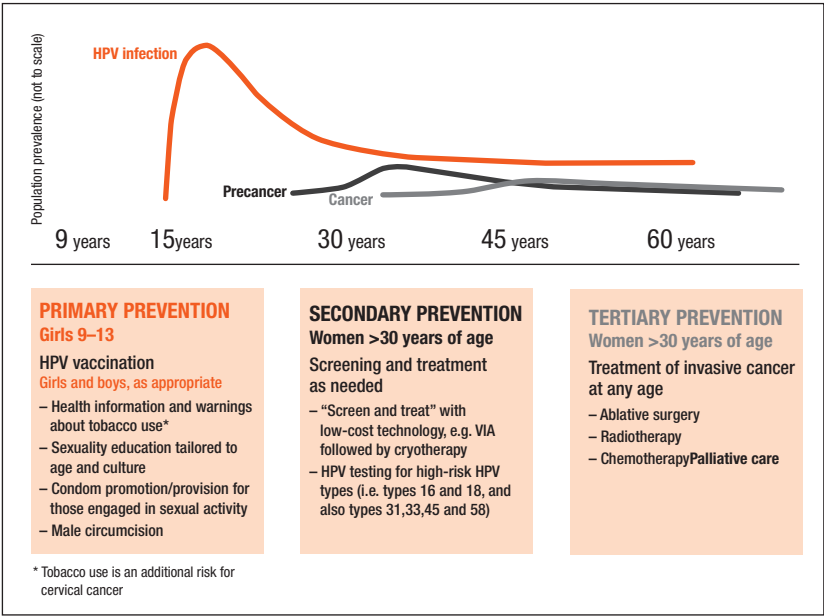 Population prevalence (not to scale)
HPV infection
Precancer
Cancer
9 years 15years 30 years 45 years 60 years
PRIMARY PREVENTION
Girls 9–13
HPV vaccination
Girls and boys, as appropriate
– Health information and warnings
about tobacco use*
– Sexuality education tailored to
age and culture
– Condom promotion/provision for
those engaged in sexual activity
– Male circumcision
SECONDARY PREVENTION
Women >30 years of age
Screening and treatment
as needed
– “Screen and treat” with
low-cost technology, e.g. VIA
followed by cryotherapy
– HPV testing for high-risk HPV
types (i.e. types 16 and 18, and
also types 31,33,45 and 58)
TERTIARY PREVENTION
Women >30 years of age
Treatment of invasive cancer
at any age
– Ablative surgery
– Radiotherapy
– ChemotherapyPalliative care
* Tobacco use is an additional risk for
cervical cancer